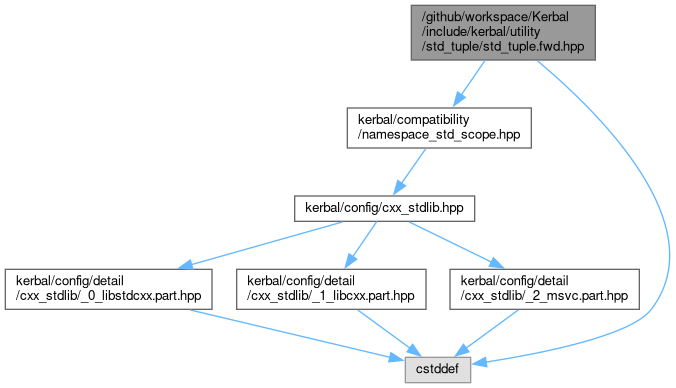 /github/workspace/Kerbal
/include/kerbal/utility
/std_tuple/std_tuple.fwd.hpp
kerbal/compatibility
/namespace_std_scope.hpp
kerbal/config/cxx_stdlib.hpp
kerbal/config/detail
/cxx_stdlib/_0_libstdcxx.part.hpp
kerbal/config/detail
/cxx_stdlib/_1_libcxx.part.hpp
kerbal/config/detail
/cxx_stdlib/_2_msvc.part.hpp
cstddef